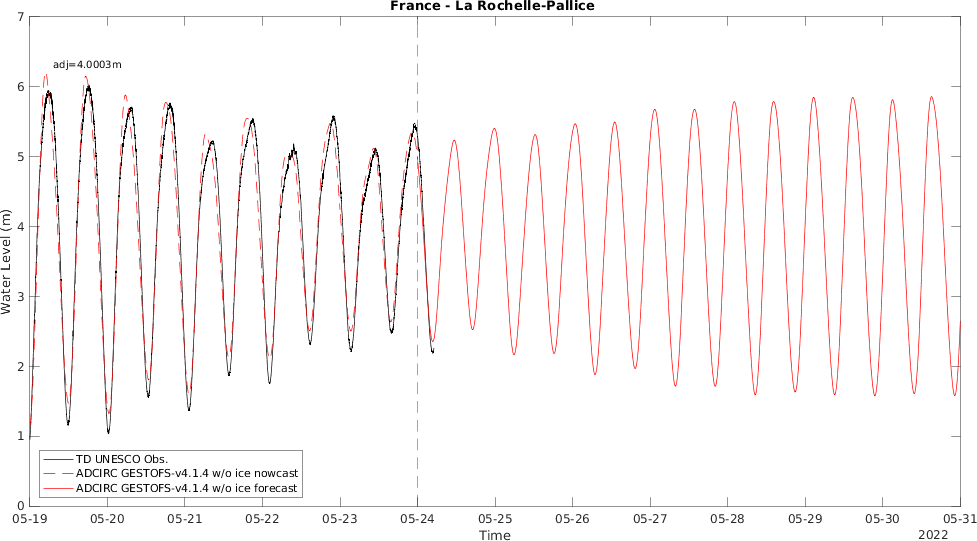 France - La Rochelle-Pallice
7
adj=4.0003m
6
5
4
Water Level (m)
3
2
1
TD UNESCO Obs.
ADCIRC GESTOFS-v4.1.4 w/o ice nowcast
ADCIRC GESTOFS-v4.1.4 w/o ice forecast
0
05-19 05-20 05-21 05-22 05-23 05-24 05-25 05-26 05-27 05-28 05-29 05-30 05-31
Time
2022